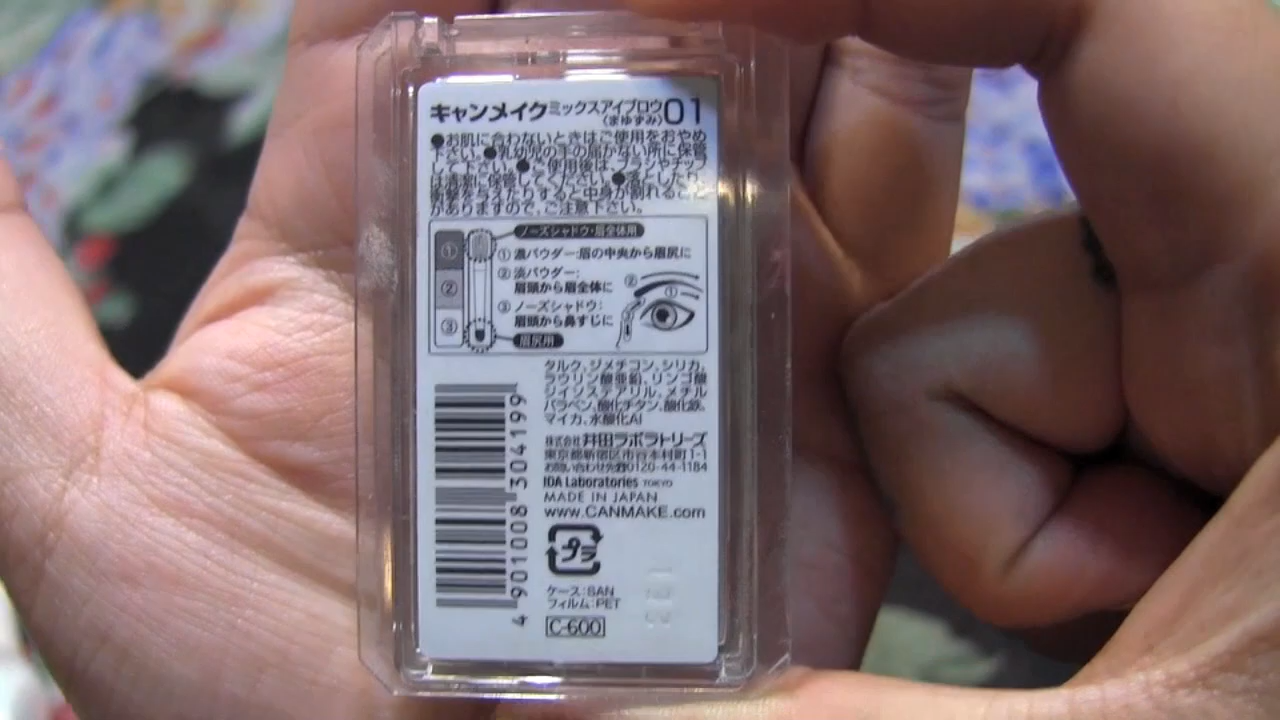 キャンメイクミックスアイブロウ01
(まゆずみ)
●お肌に合わないときはご使用をおやめ
下さい。●乳幼児の手の届かない所に保管
して下さい。●ご使用後は、ブラシやチップ
は清潔に保管してください。●落としたり、
衝撃を与えたりすると中身が割れること
がありますので、ご注意下さい。
ノーズシャドウ・眉全体用
① ①濃パウダー:眉の中央から眉尻に
② ②淡パウダー:
眉頭から眉全体に
② ①
③ ③ノーズシャドウ:
眉頭から鼻すじに
眉尻用
タルク、ジメチコン、シリカ、
ラウリン酸亜鉛、リンゴ酸
ジイソステアリル、メチル
パラベン、酸化チタン、酸化鉄、
マイカ、水酸化Al
株式会社 井田ラボラトリーズ
東京都新宿区市谷本村町1-1
お問い合わせ先 0120-44-1184
IDA Laboratories TOKYO
MADE IN JAPAN
www.CANMAKE.com
プラ
ケース:SAN
フィルム:PET
C-600
4 901008 304199